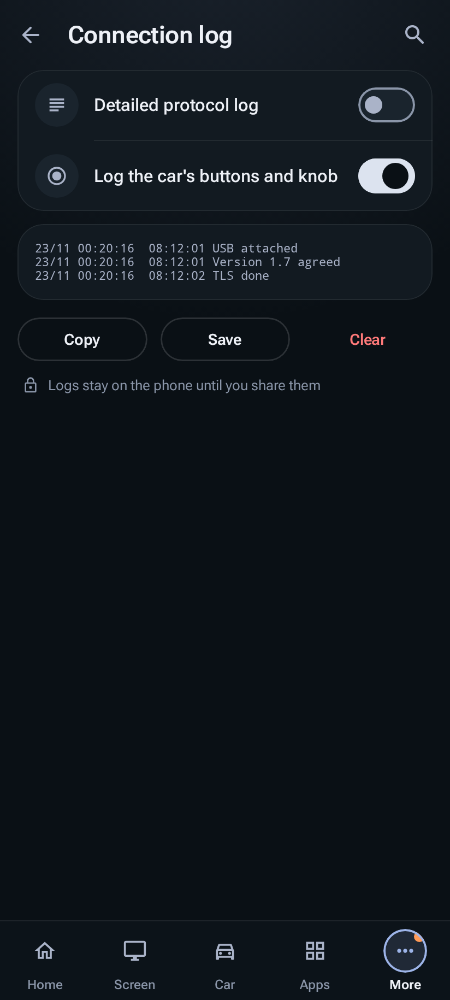 Connection log
Detailed protocol log
Log the car's buttons and knob
23/11 00:20:16  08:12:01 USB attached
23/11 00:20:16  08:12:01 Version 1.7 agreed
23/11 00:20:16  08:12:02 TLS done
Copy
Save
Clear
Logs stay on the phone until you share them
Home
Screen
Car
Apps
More